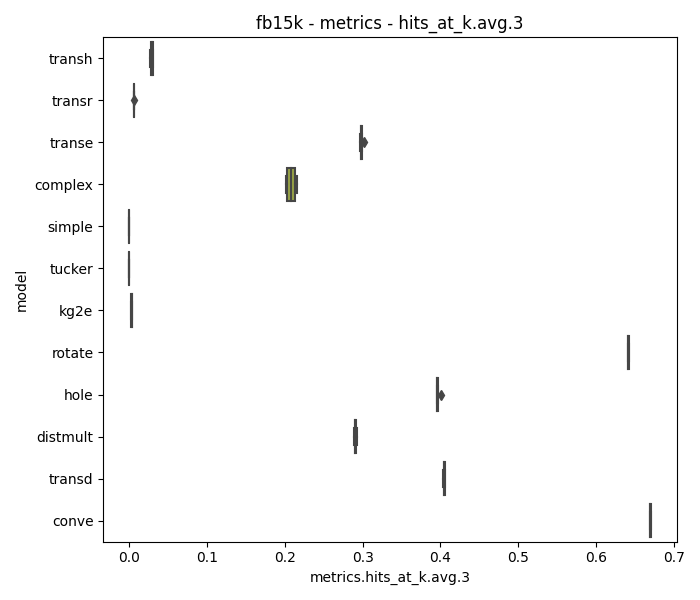 fb15k - metrics - hits_at_k.avg.3
transh
transr
transe
complex
simple
tucker
kg2e
rotate
hole
distmult
transd
conve
model
0.0 0.1 0.2 0.3 0.4 0.5 0.6 0.7
metrics.hits_at_k.avg.3